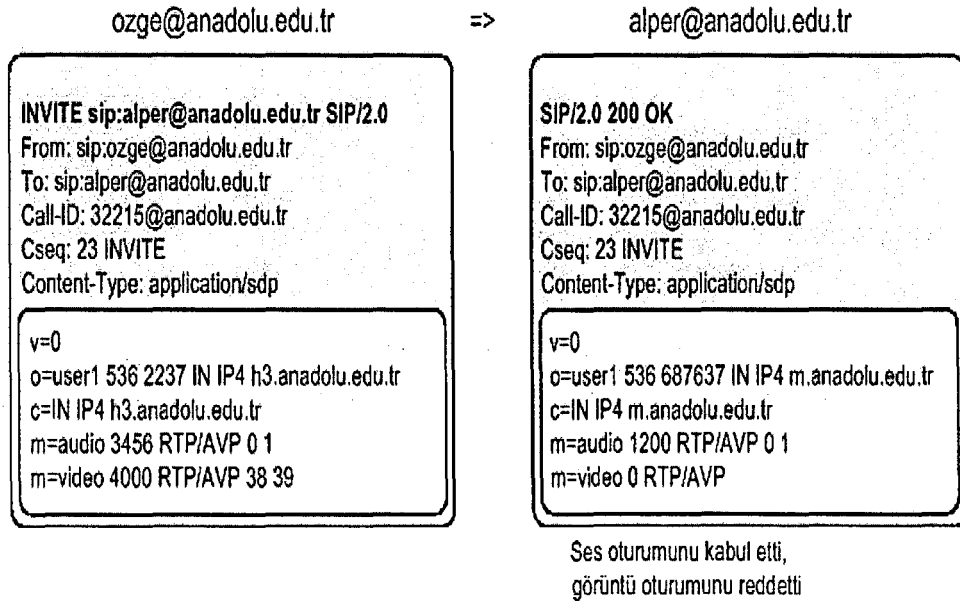 ozge@anadolu.edu.tr => alper@anadolu.edu.tr
INVITE sip:alper@anadolu.edu.tr SIP/2.0
From: sip:ozge@anadolu.edu.tr
To: sip:alper@anadolu.edu.tr
Call-ID: 32215@anadolu.edu.tr
Cseq: 23 INVITE
Content-Type: application/sdp
v=0
o=user1 536 2237 IN IP4 h3.anadolu.edu.tr
c=IN IP4 h3.anadolu.edu.tr
m=audio 3456 RTP/AVP 0 1
m=video 4000 RTP/AVP 38 39
SIP/2.0 200 OK
From: sip:ozge@anadolu.edu.tr
To: sip:alper@anadolu.edu.tr
Call-ID: 32215@anadolu.edu.tr
Cseq: 23 INVITE
Content-Type: application/sdp
v=0
o=user1 536 687637 IN IP4 m.anadolu.edu.tr
c=IN IP4 m.anadolu.edu.tr
m=audio 1200 RTP/AVP 0 1
m=video 0 RTP/AVP
Ses oturumunu kabul etti,
görüntü oturumunu reddetti